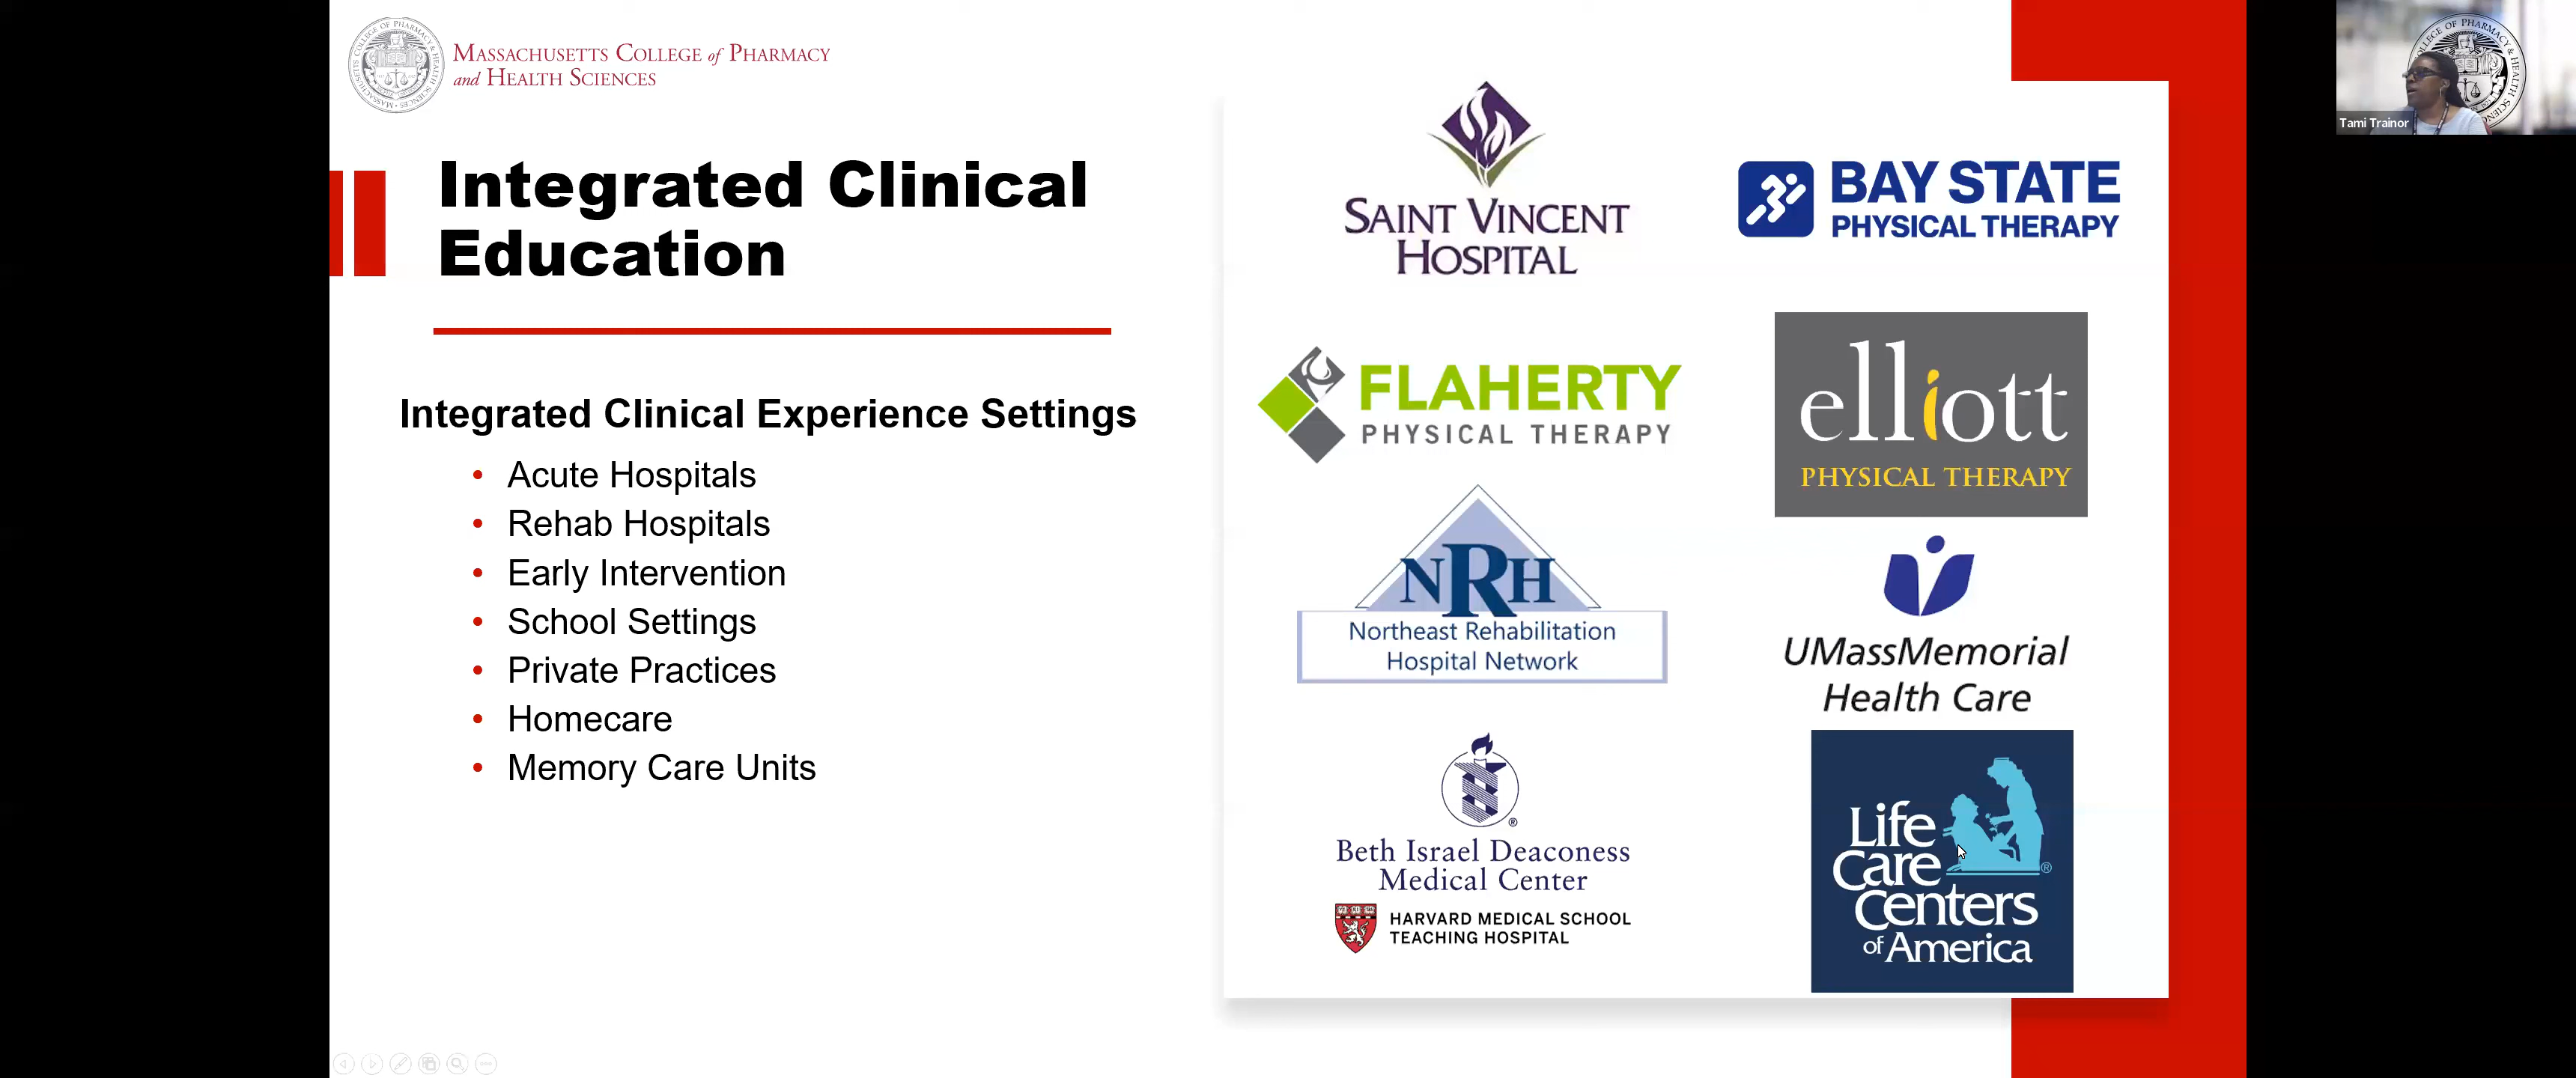 MASSACHUSETTS COLLEGE of PHARMACY
and HEALTH SCIENCES
Integrated Clinical
Education
Integrated Clinical Experience Settings
• Acute Hospitals
• Rehab Hospitals
• Early Intervention
• School Settings
• Private Practices
• Homecare
• Memory Care Units
SAINT VINCENT
HOSPITAL
BAY STATE
PHYSICAL THERAPY
FLAHERTY
PHYSICAL THERAPY
elliott
PHYSICAL THERAPY
NRH
Northeast Rehabilitation
Hospital Network
UMassMemorial
Health Care
®
Beth Israel Deaconess
Medical Center
HARVARD MEDICAL SCHOOL
TEACHING HOSPITAL
Life
Care ®
Centers
of America
Tami Trainor